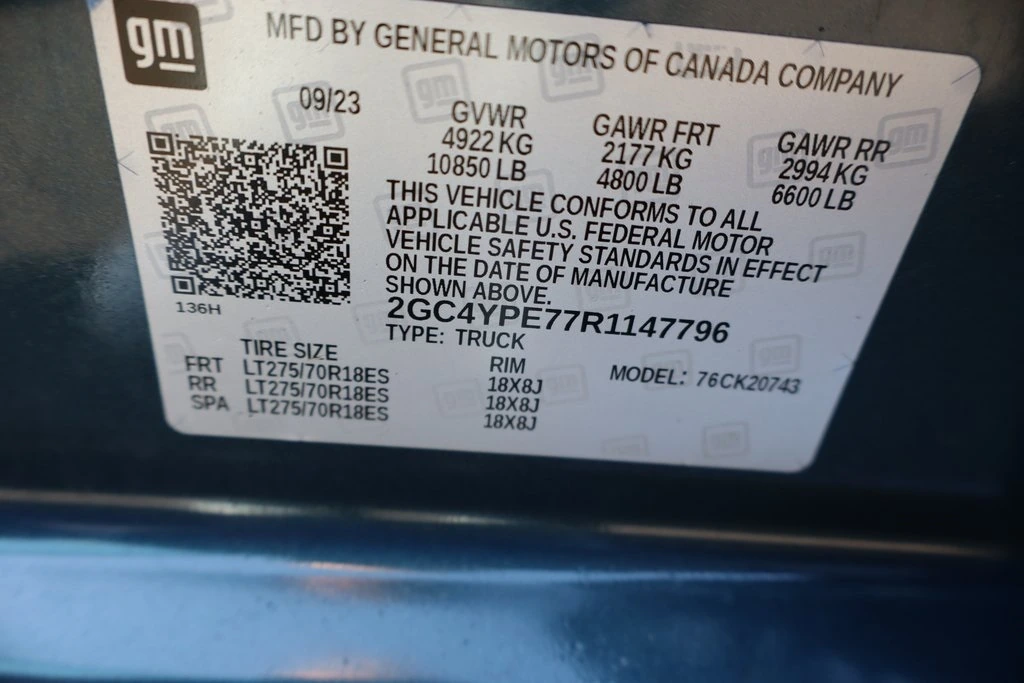 gm
MFD BY GENERAL MOTORS OF CANADA COMPANY
09/23
GVWR
4922 KG
10850 LB
GAWR FRT
2177 KG
4800 LB
GAWR RR
2994 KG
6600 LB
THIS VEHICLE CONFORMS TO ALL
APPLICABLE U.S. FEDERAL MOTOR
VEHICLE SAFETY STANDARDS IN EFFECT
ON THE DATE OF MANUFACTURE
SHOWN ABOVE.
136H
2GC4YPE77R1147796
TYPE: TRUCK
TIRE SIZE RIM
FRT LT275/70R18ES 18X8J
RR LT275/70R18ES 18X8J
SPA LT275/70R18ES 18X8J
MODEL: 76CK20743